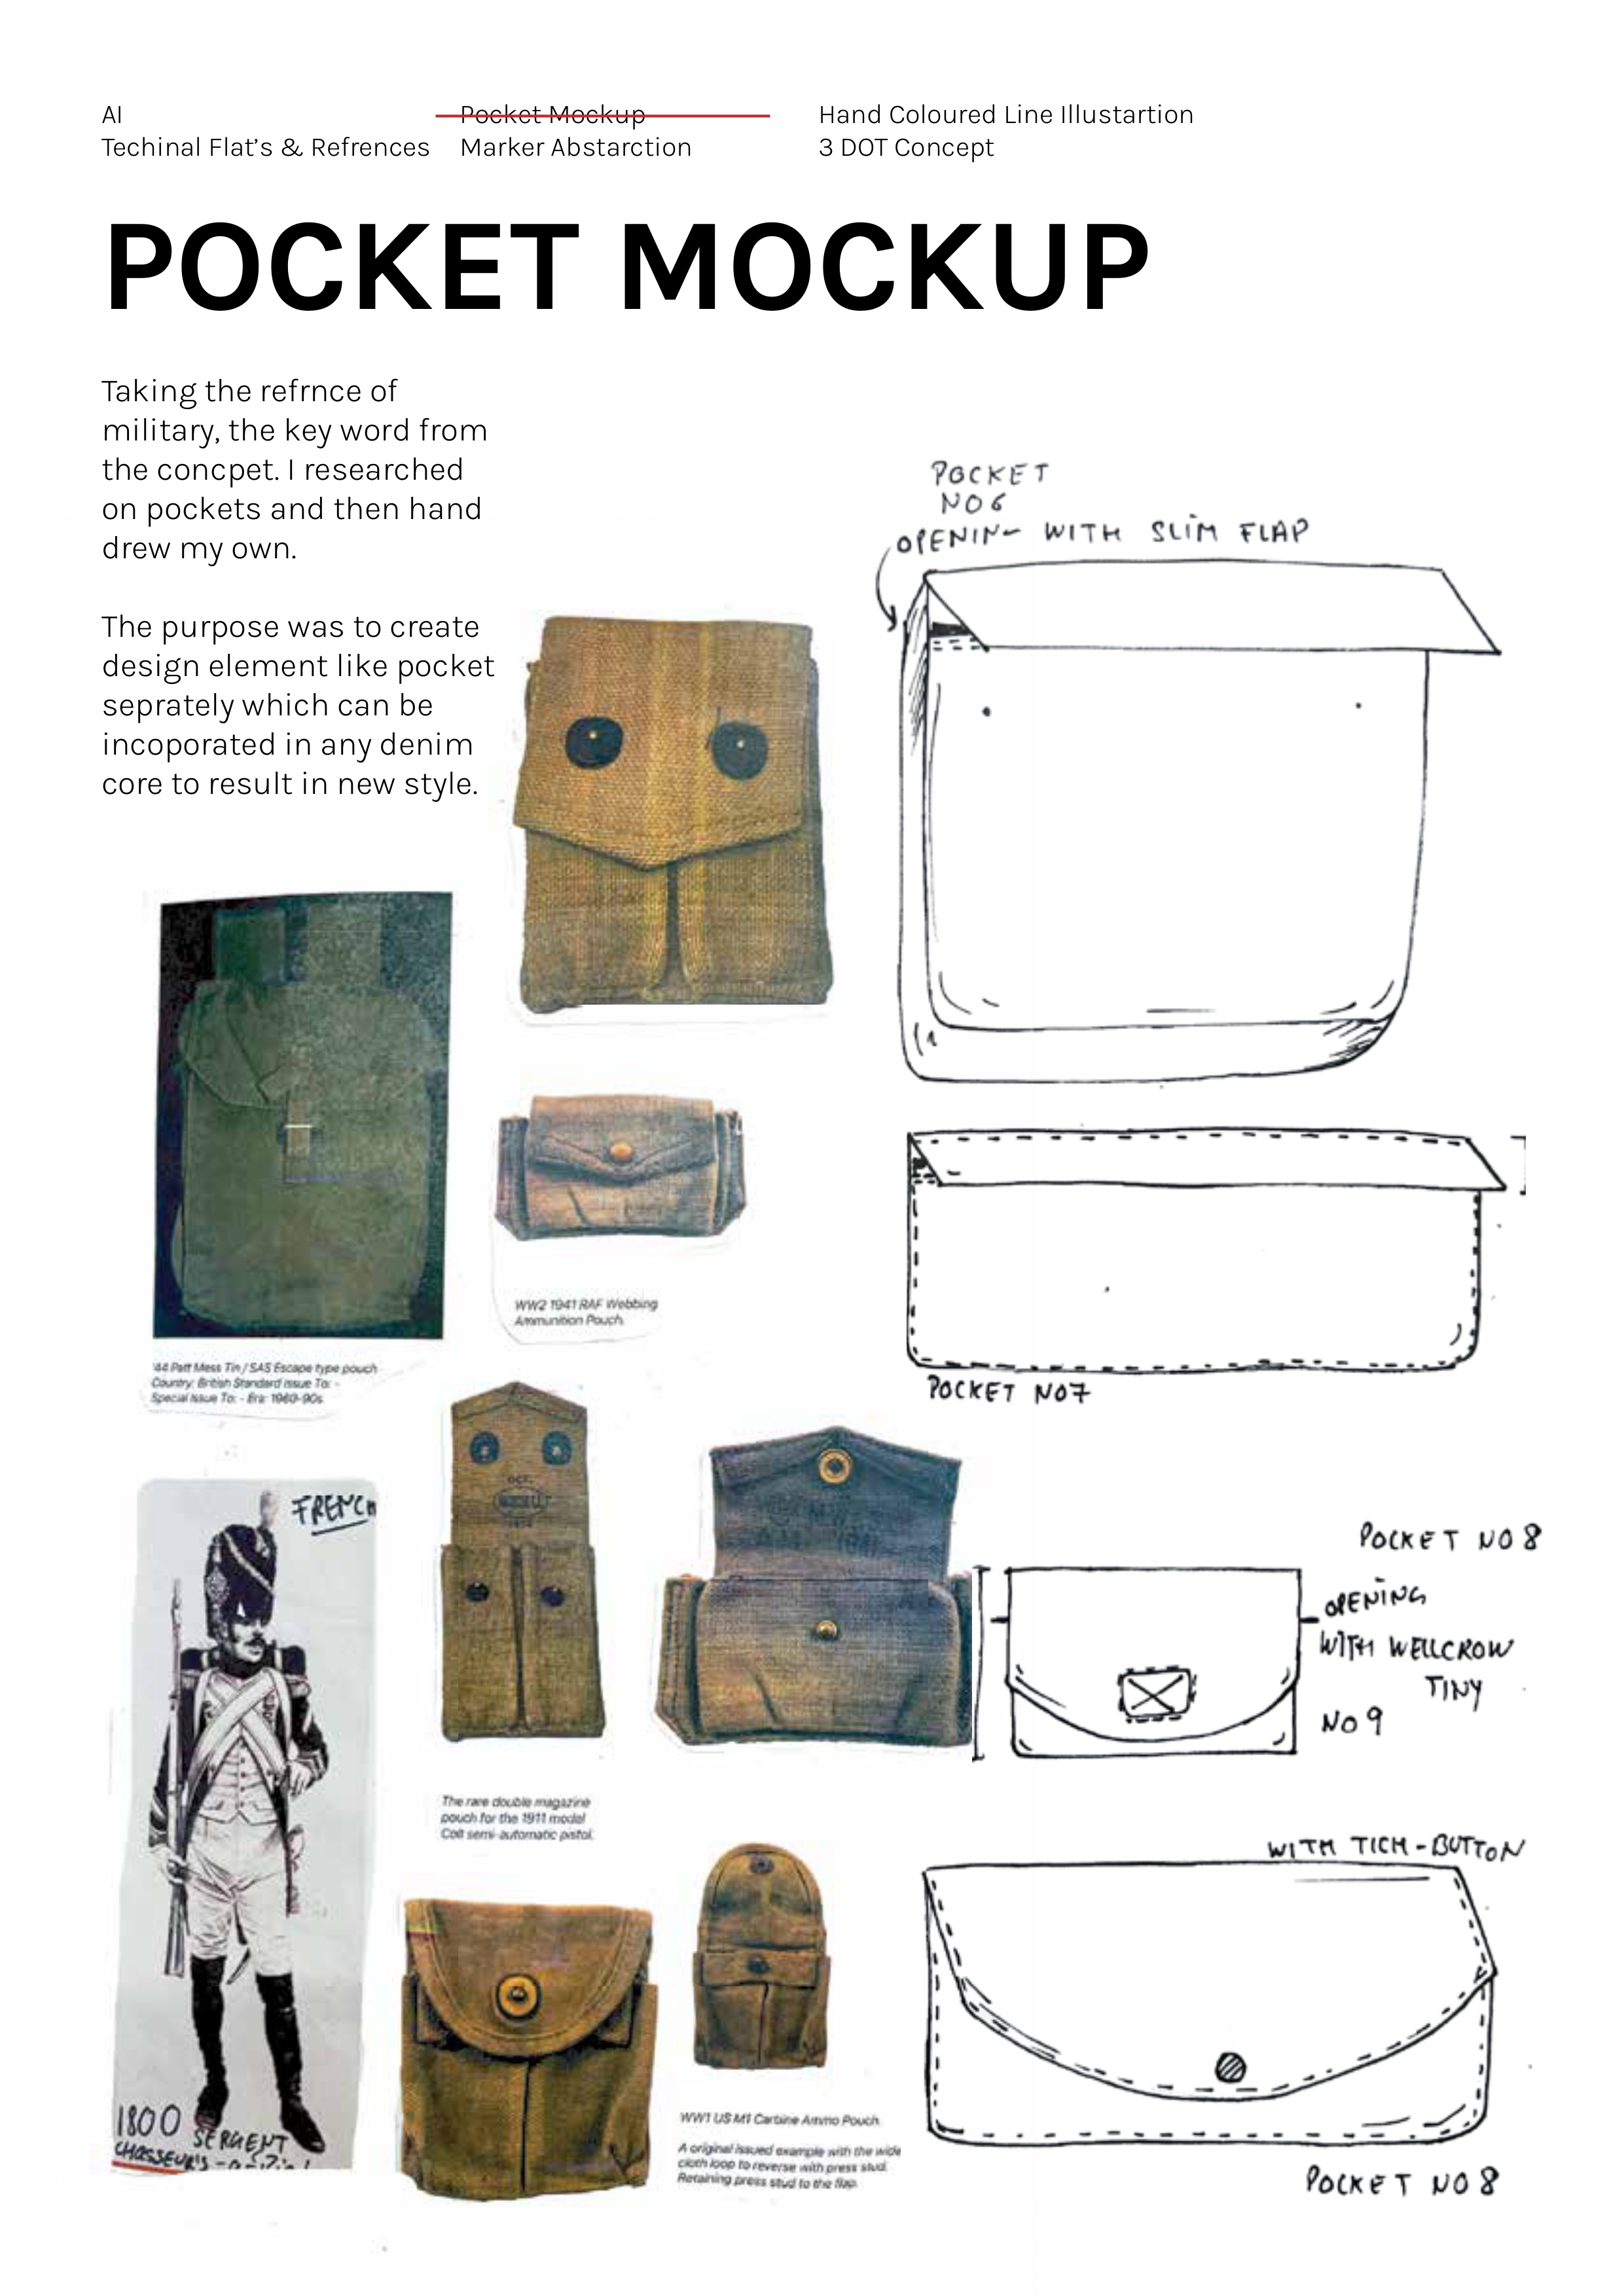 AI
Techinal Flat's & Refrences
Pocket Mockup
Marker Abstarction
Hand Coloured Line Illustartion
3 DOT Concept
POCKET MOCKUP
Taking the refrnce of
military, the key word from
the concpet. I researched
on pockets and then hand
drew my own.
The purpose was to create
design element like pocket
seprately which can be
incoporated in any denim
core to result in new style.
POCKET
NO6
OPENING WITH SLIM FLAP
WW2 1941 RAF Webbing
Ammunition Pouch.
'44 Patt Mess Tin / SAS Escape type pouch
Country: British Standard issue To: -
Special Issue To: - Era: 1960-90s
POCKET NO7
FRENCH
OCT.
1800
SERGENT
CHASSEUR'S -
POCKET NO 8
OPENING
WITH WELLCROW
TINY
NO 9
The rare double magazine
pouch for the 1911 model
Colt semi-automatic pistol.
WITH TICH-BUTTON
WW1 US M1 Carbine Ammo Pouch.
A original issued example with the wide
cloth loop to reverse with press stud.
Retaining press stud to the flap.
POCKET NO 8